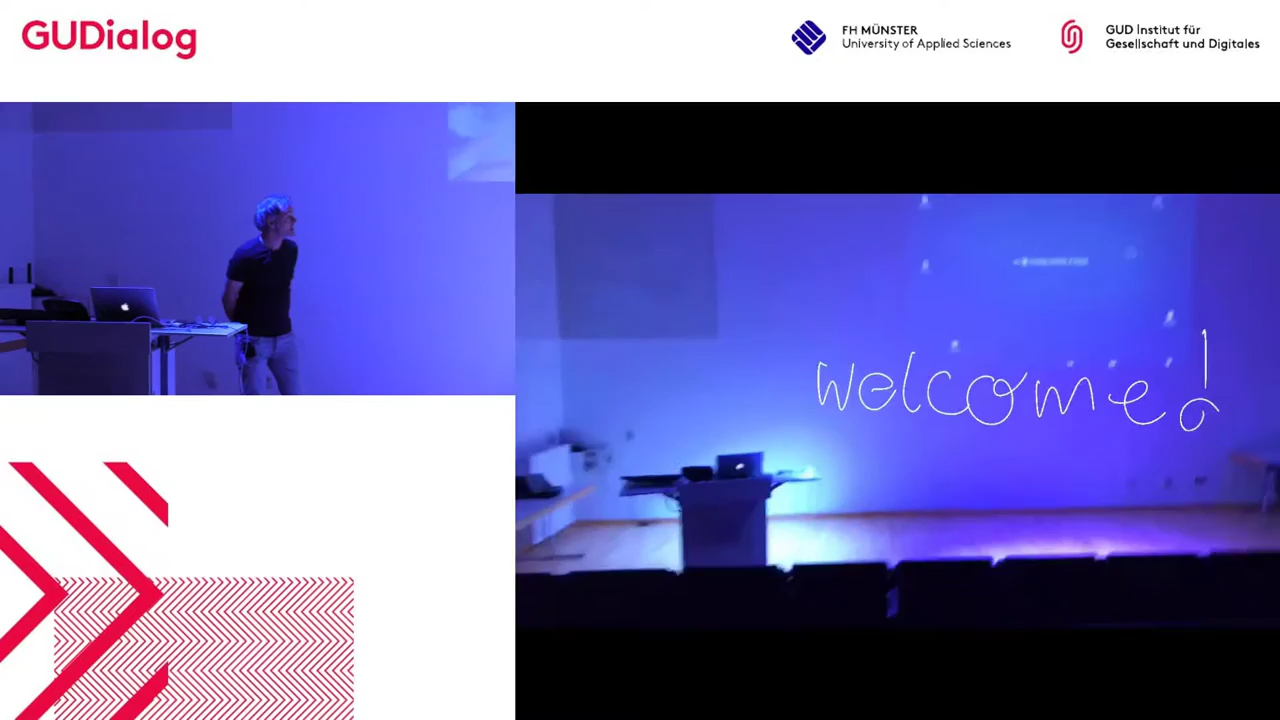 GUDialog
FH MÜNSTER
University of Applied Sciences
GUD Institut für
Gesellschaft und Digitales
welcome!